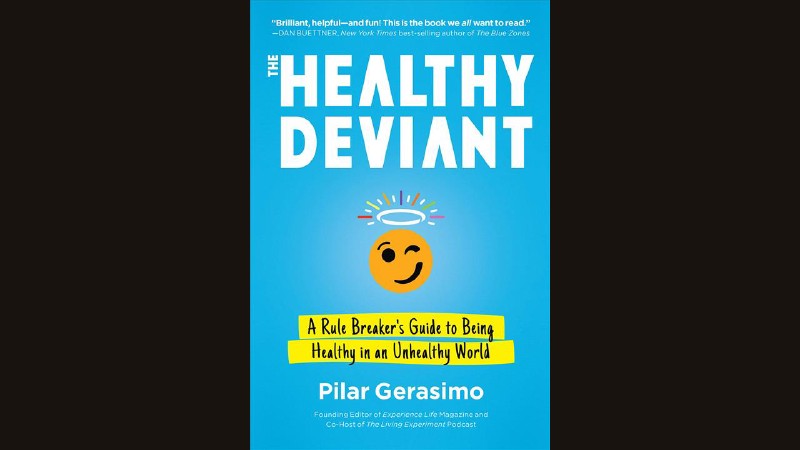 "Brilliant, helpful—and fun! This is the book we all want to read."
—DAN BUETTNER, New York Times best-selling author of The Blue Zones
THE
HEALTHY
DEVIANT
A Rule Breaker's Guide to Being
Healthy in an Unhealthy World
Pilar Gerasimo
Founding Editor of Experience Life Magazine and
Co-Host of The Living Experiment Podcast